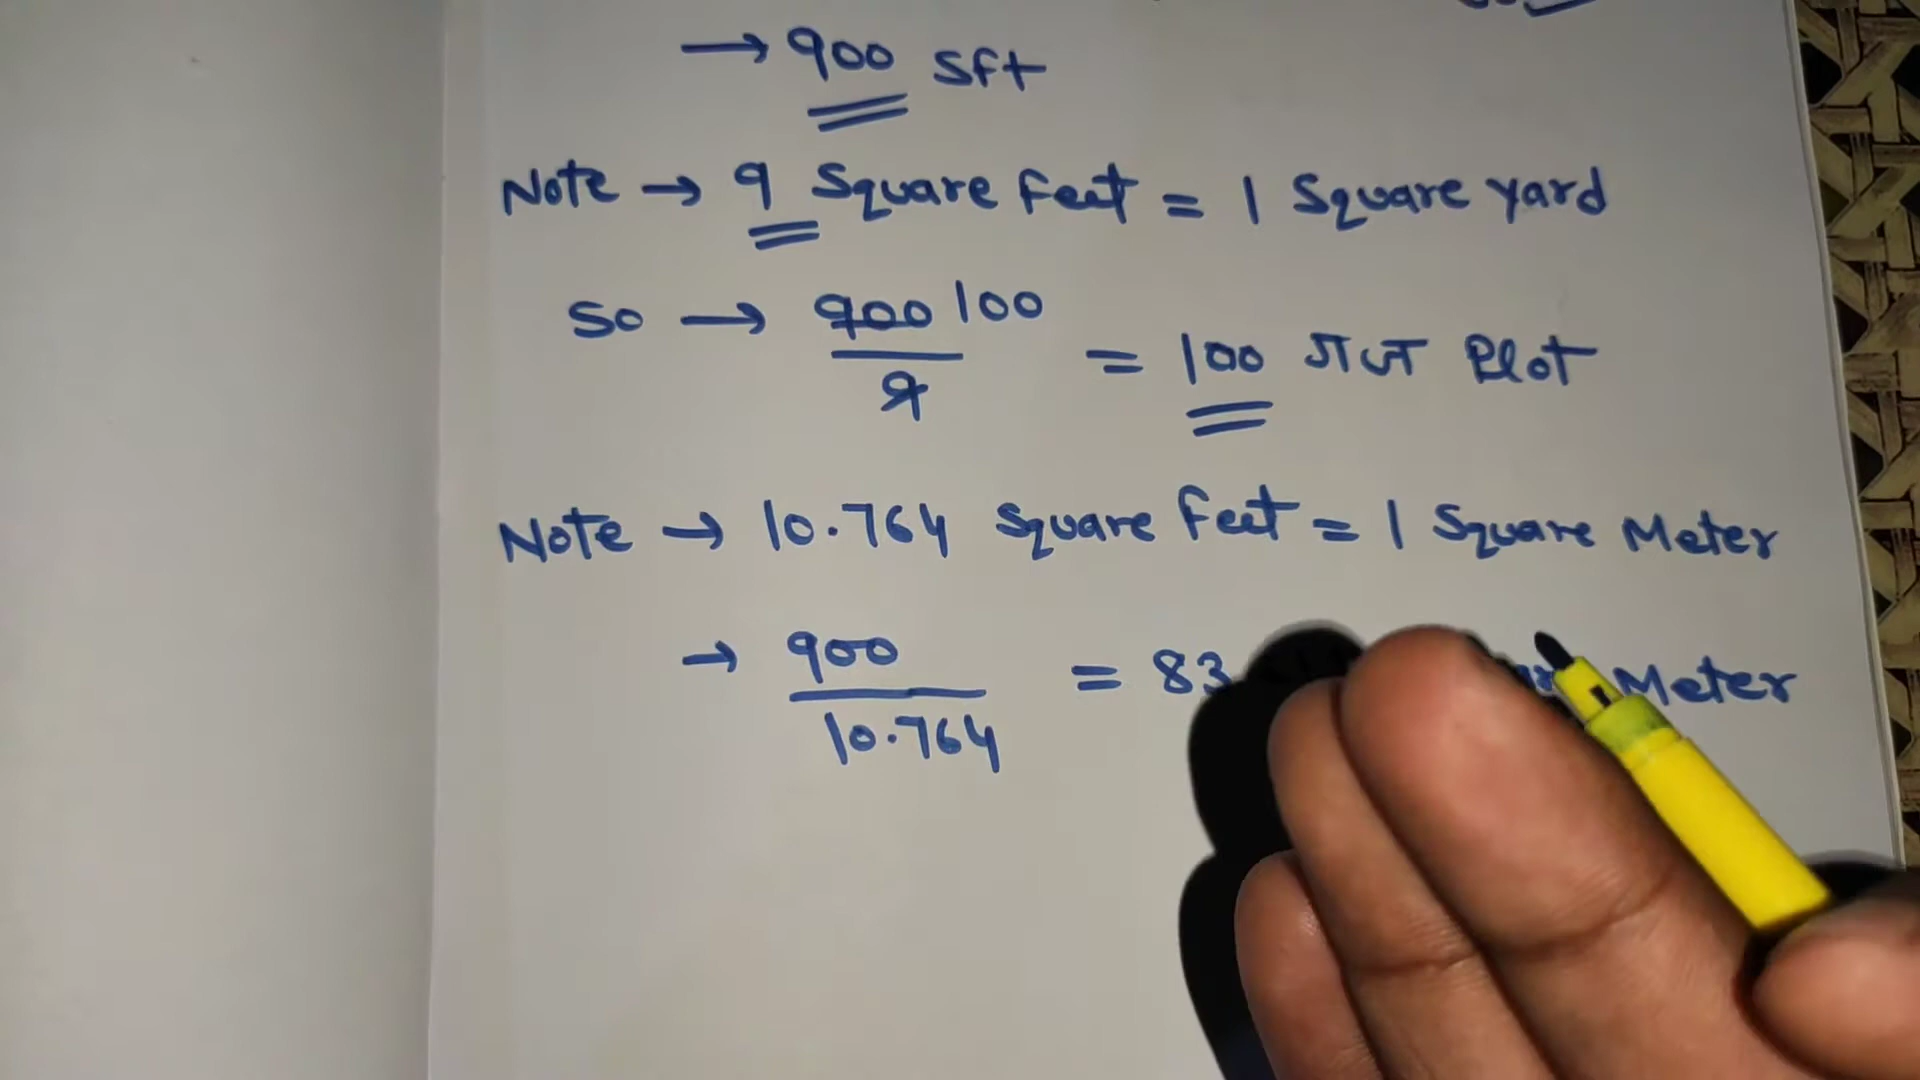 → 900 Sft
Note → 9 Square Feet = 1 Square Yard
So → 900 100
9
= 100 गज Plot
Note → 10.764 Square Feet = 1 Square Meter
→ 900
10.764
= 83 Meter